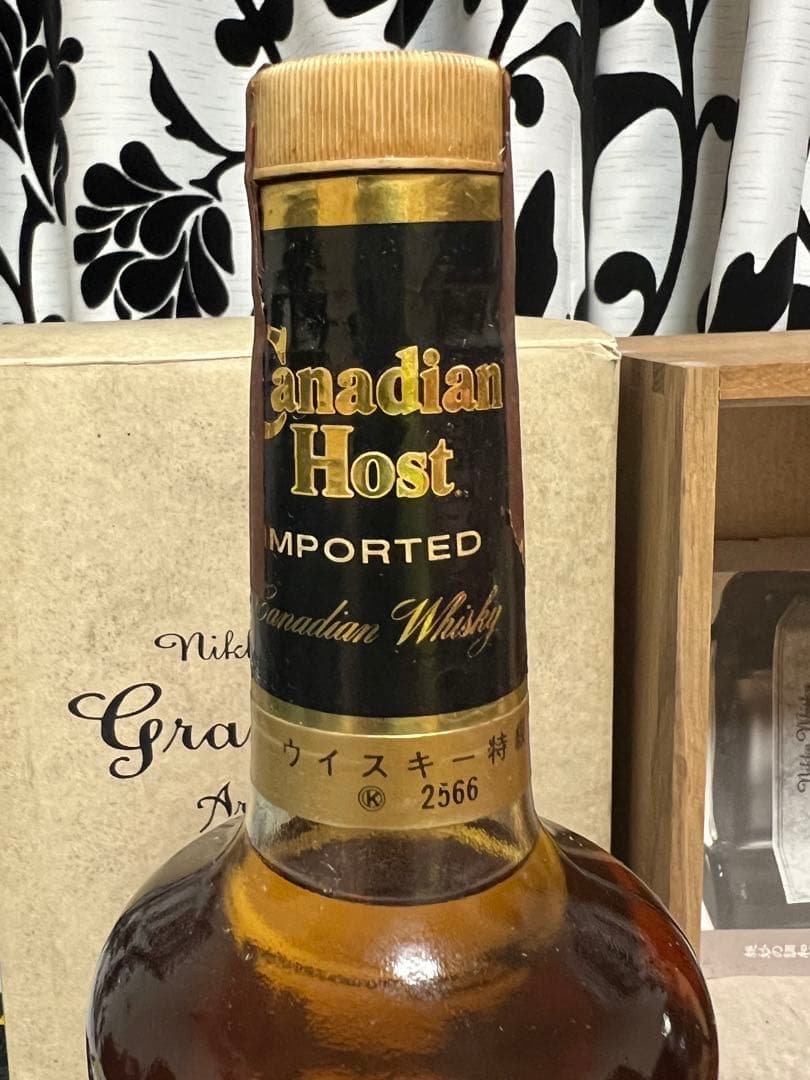 Canadian
Host
IMPORTED
Canadian Whisky
ウイスキー特級
Ⓚ 2566